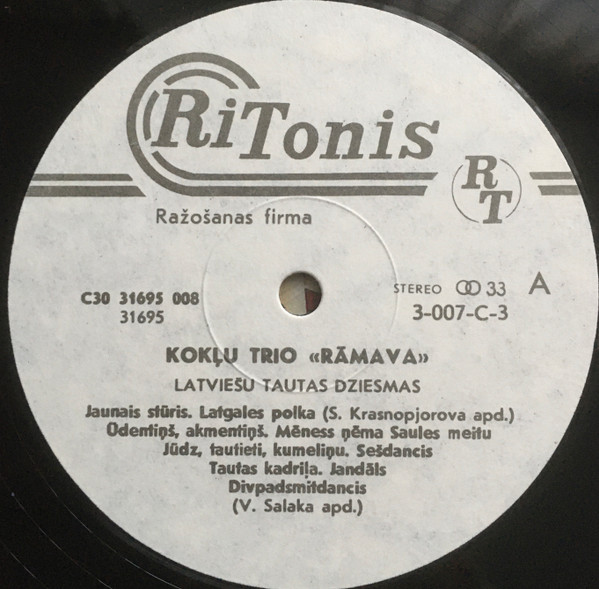 RiTonis
RT
Ražošanas firma
C30 31695 008
31695
STEREO 33 A
3-007-C-3
KOKĻU TRIO «RĀMAVA»
LATVIEŠU TAUTAS DZIESMAS
Jaunais stūris. Latgales polka (S. Krasnopjorova apd.)
Ūdentiņš, akmentiņš. Mēness ņēma Saules meitu
Jūdz, tautieti, kumeliņu. Sešdancis
Tautas kadriļa. Jandāls
Divpadsmitdancis
(V. Salaka apd.)